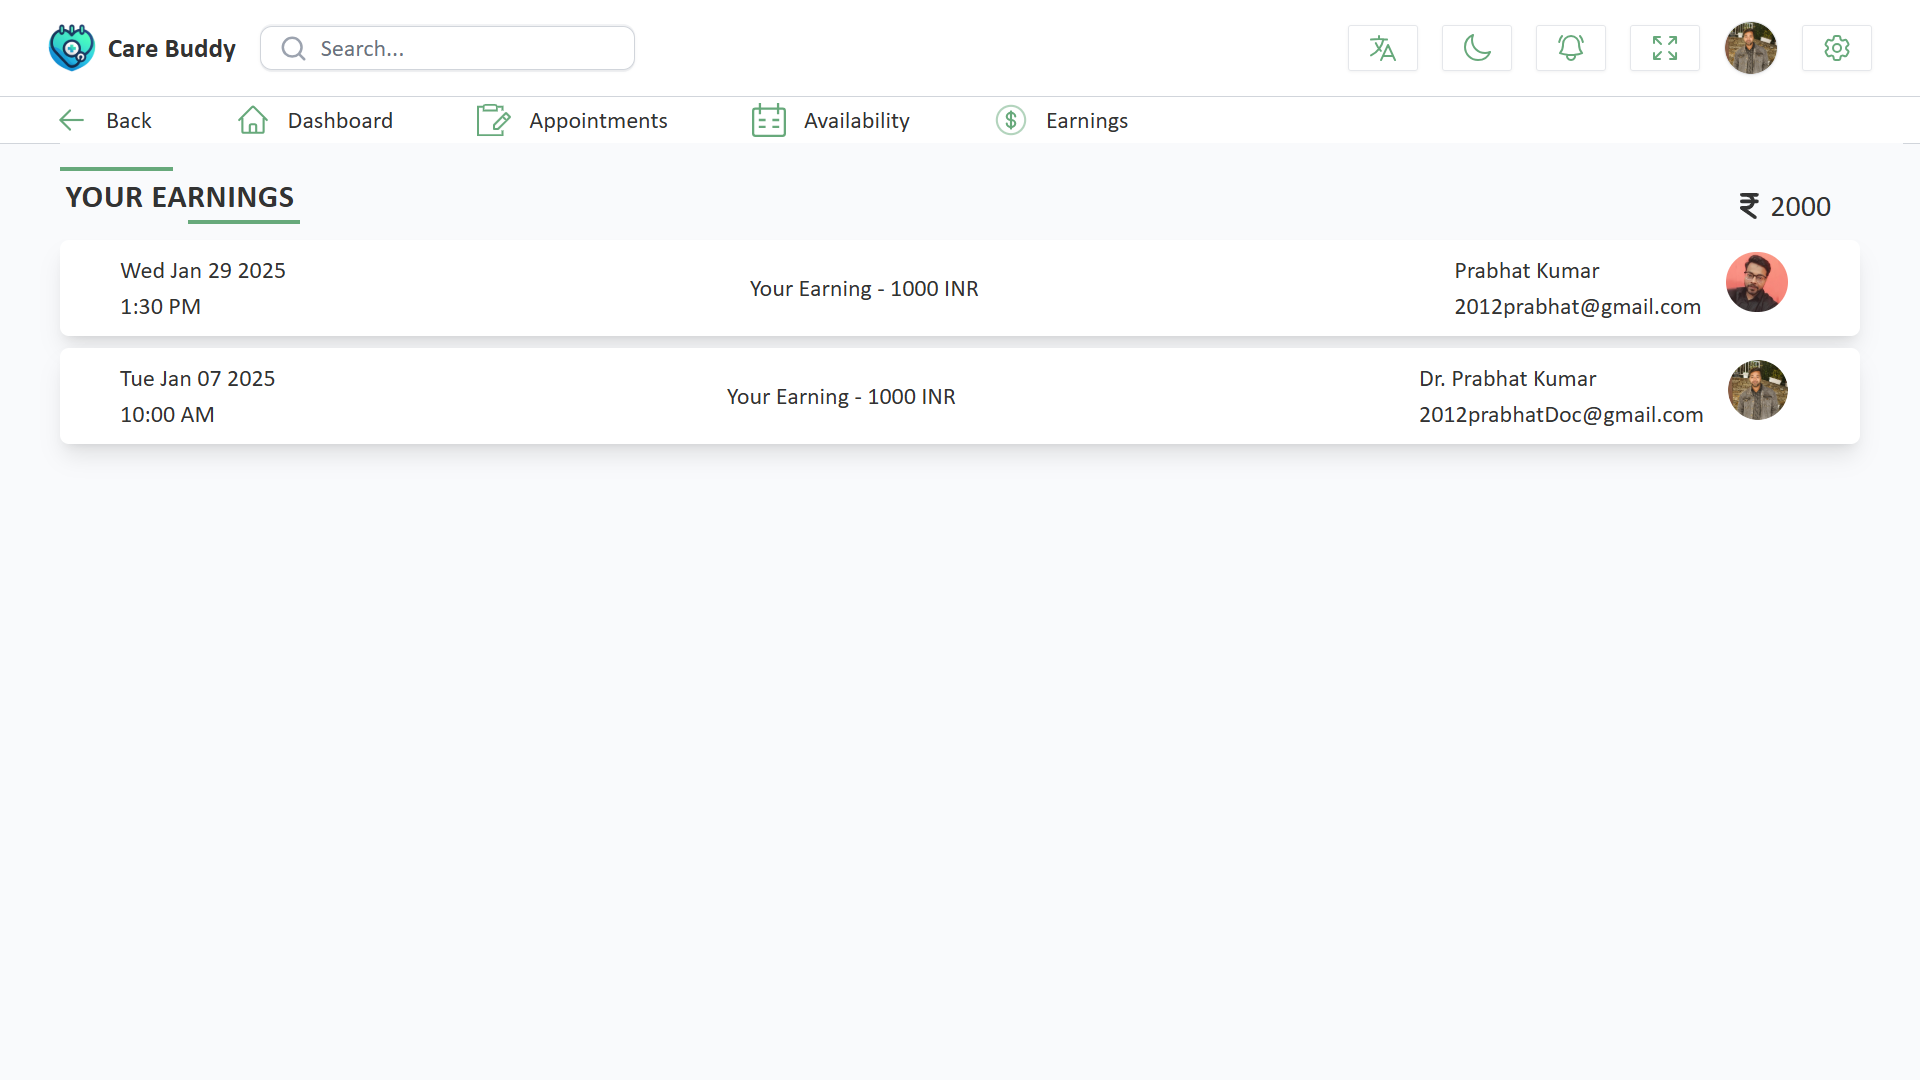 Care Buddy
Search...
Back
Dashboard
Appointments
Availability
Earnings
YOUR EARNINGS
₹ 2000
Wed Jan 29 2025
1:30 PM
Your Earning - 1000 INR
Prabhat Kumar
2012prabhat@gmail.com
Tue Jan 07 2025
10:00 AM
Your Earning - 1000 INR
Dr. Prabhat Kumar
2012prabhatDoc@gmail.com